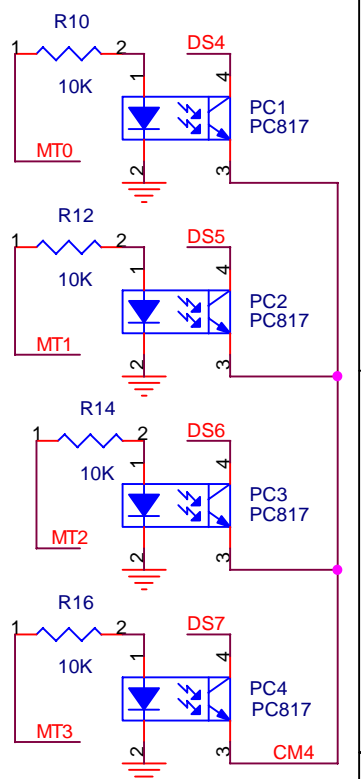 R10
1 2
10K
MT0
DS4
1 4
PC1
PC817
2 3
R12
1 2
10K
MT1
DS5
1 4
PC2
PC817
2 3
R14
1 2
10K
MT2
DS6
1 4
PC3
PC817
2 3
R16
1 2
10K
MT3
DS7
1 4
PC4
PC817
2 3
CM4